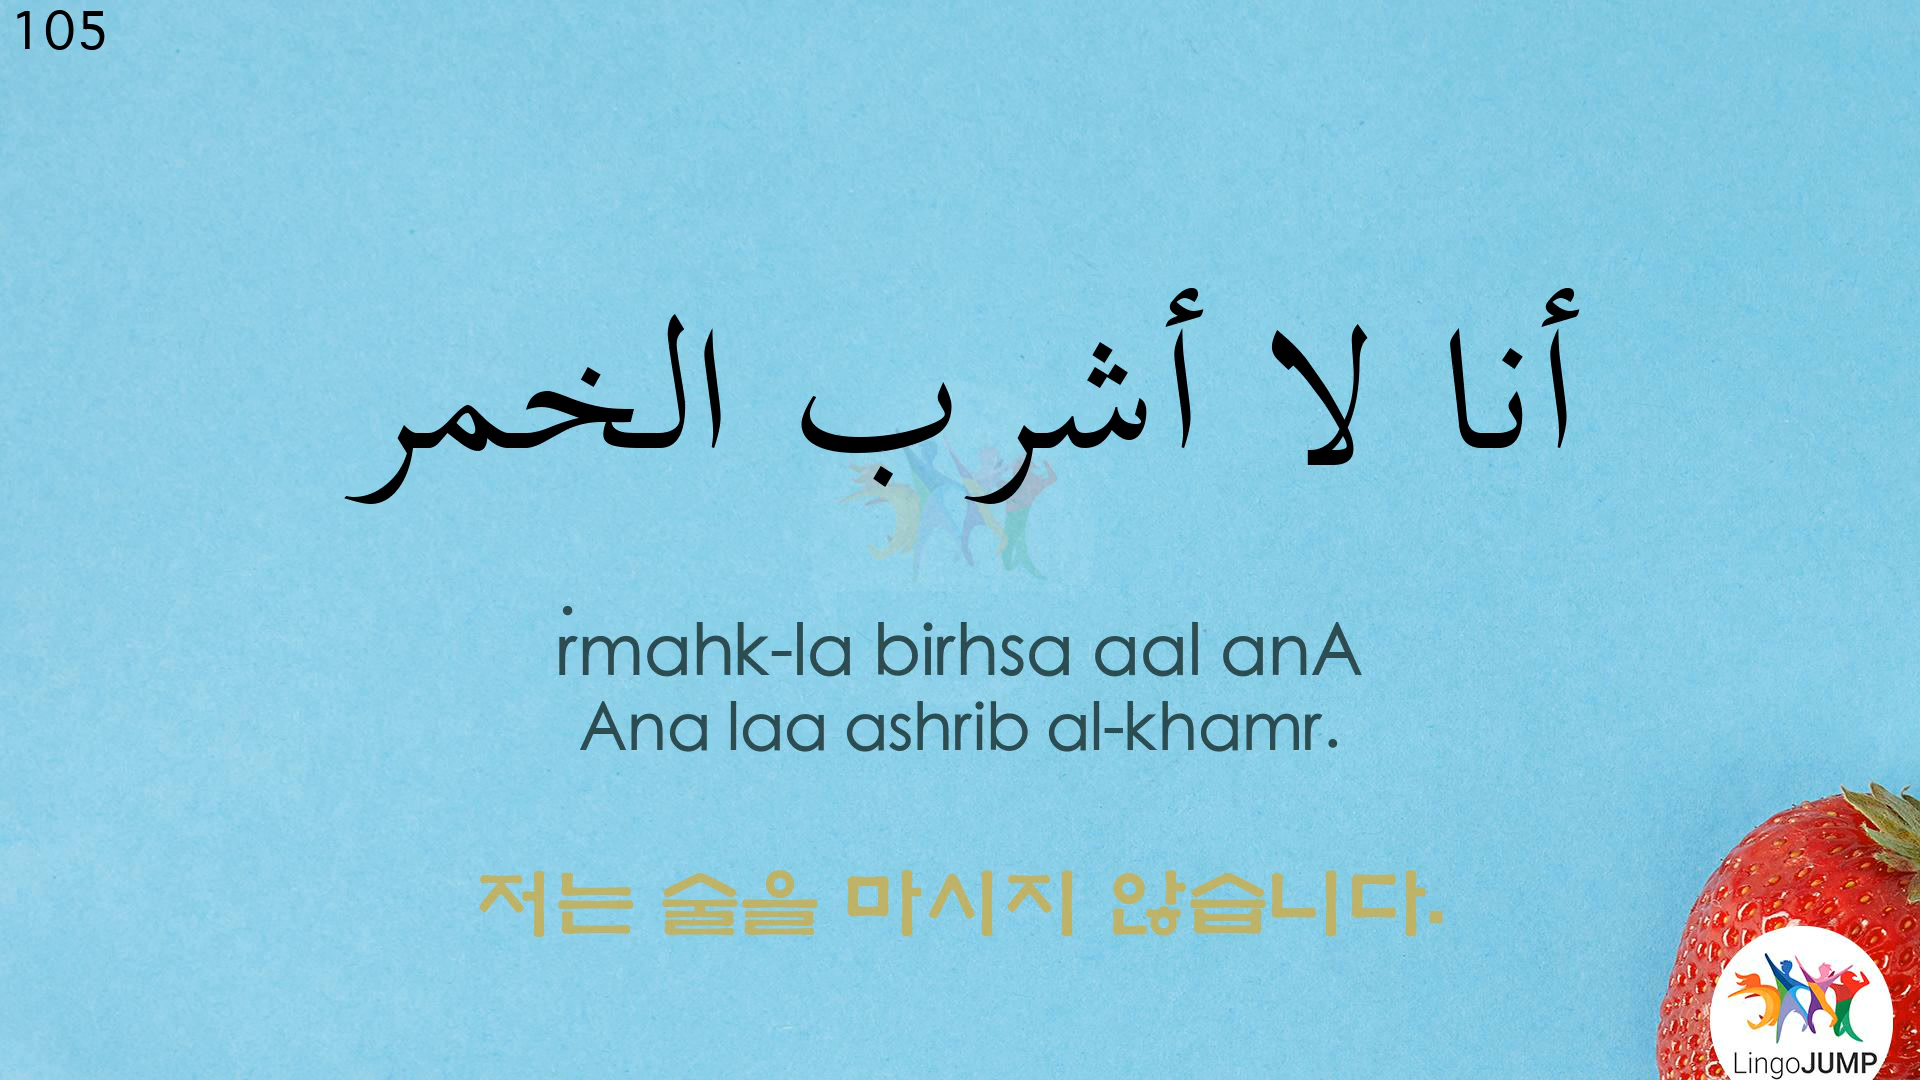 105
أنا لا أشرب الخمر
ṙmahk-la birhsa aal anA
Ana laa ashrib al-khamr.
저는 술을 마시지 않습니다.
LingoJUMP